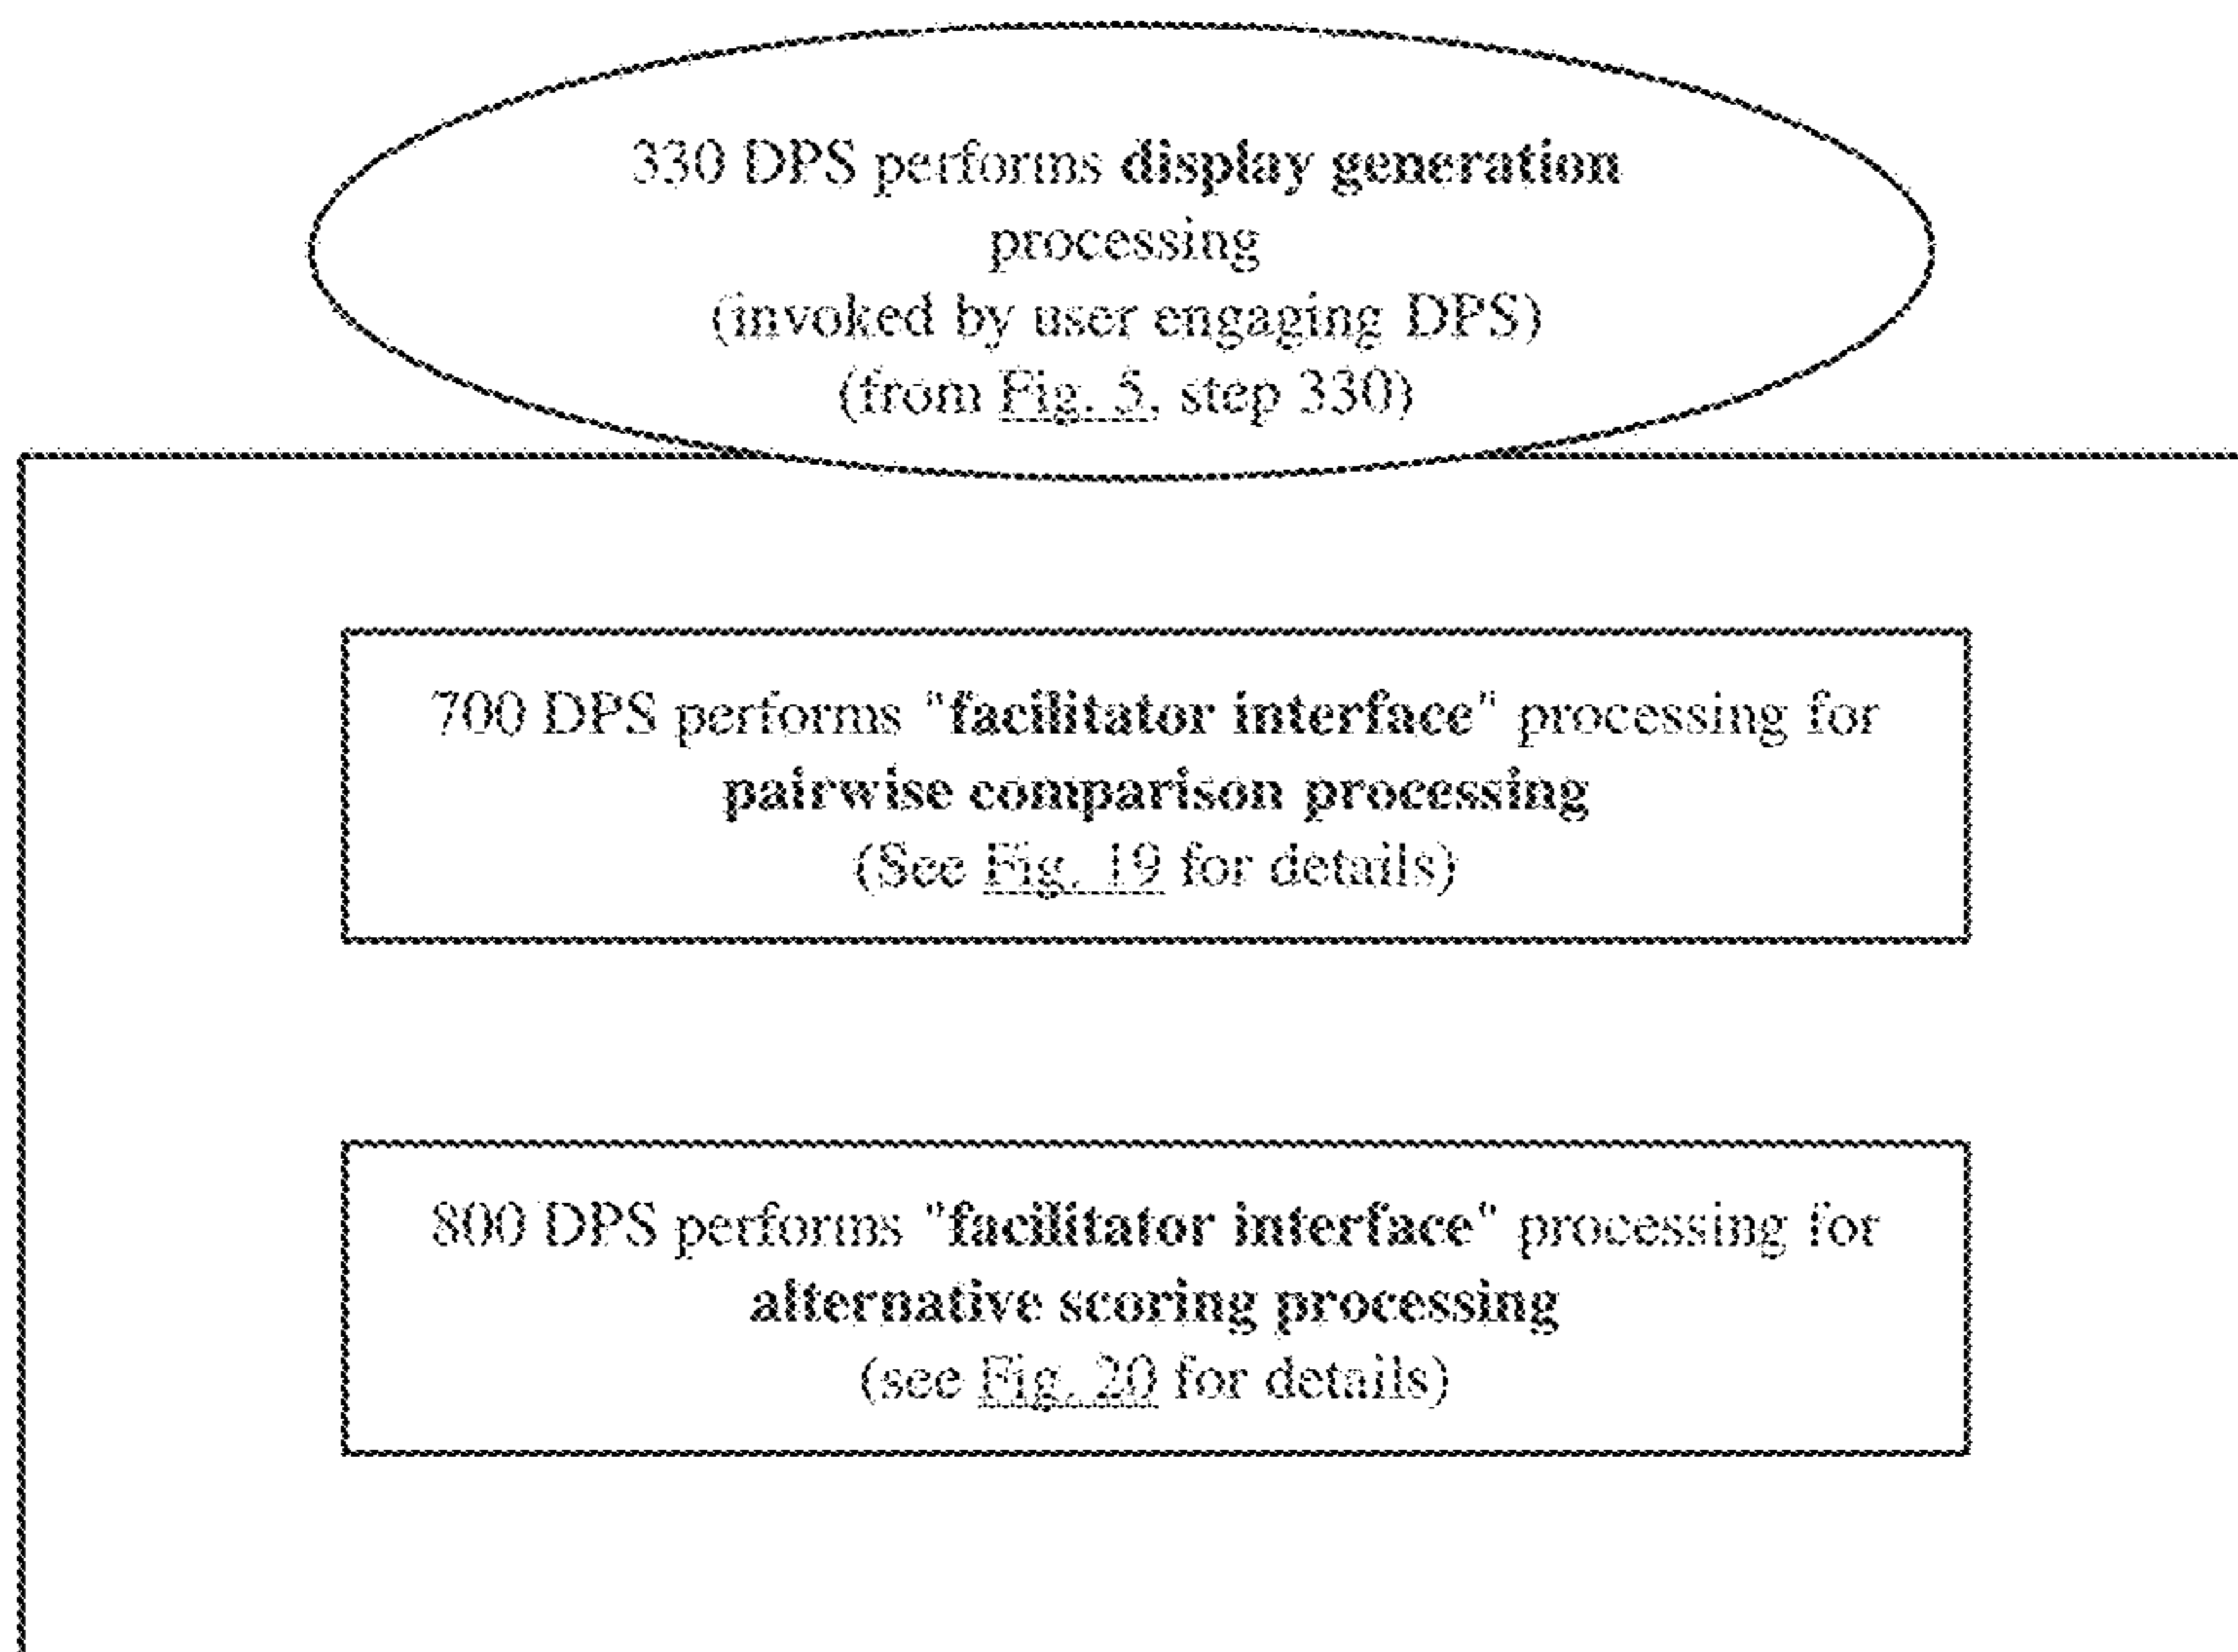 330 DPS performs display generation
processing
(invoked by user engaging DPS)
(from Fig. 5, step 330)
700 DPS performs "facilitator interface" processing for
pairwise comparison processing
(See Fig. 19 for details)
800 DPS performs "facilitator interface" processing for
alternative scoring processing
(see Fig. 20 for details)